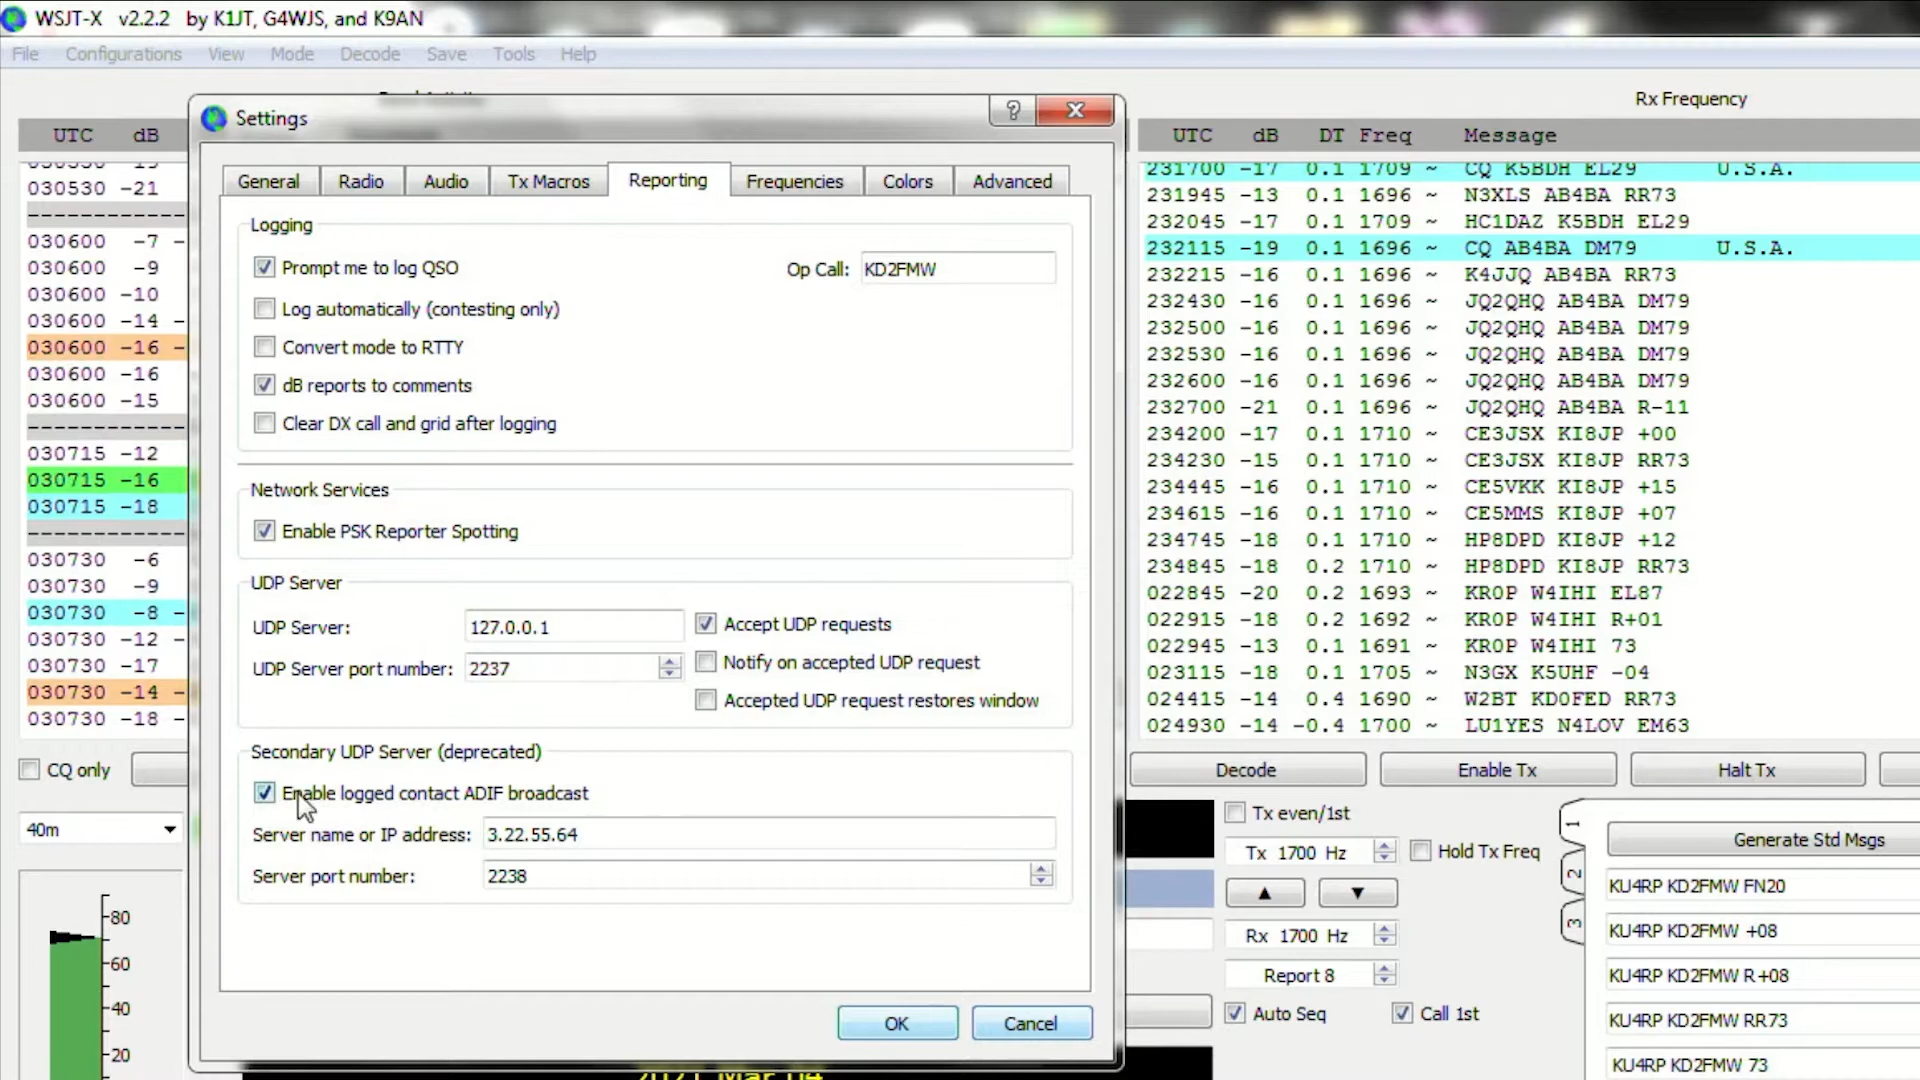 WSJT-X v2.2.2 by K1JT, G4WJS, and K9AN
File Configurations View Mode Decode Save Tools Help
UTC dB
030530 -21
030600 -7 -
030600 -9
030600 -10
030600 -14 -
030600 -16 -
030600 -16
030600 -15
030715 -12
030715 -16
030715 -18
030730 -6
030730 -9
030730 -8 -
030730 -12 -
030730 -17
030730 -14 -
030730 -18
CQ only
40m
80
60
40
20
Settings
General Radio Audio Tx Macros Reporting Frequencies Colors Advanced
Logging
Prompt me to log QSO Op Call: KD2FMW
Log automatically (contesting only)
Convert mode to RTTY
dB reports to comments
Clear DX call and grid after logging
Network Services
Enable PSK Reporter Spotting
UDP Server
UDP Server: 127.0.0.1 Accept UDP requests
UDP Server port number: 2237 Notify on accepted UDP request
Accepted UDP request restores window
Secondary UDP Server (deprecated)
Enable logged contact ADIF broadcast
Server name or IP address: 3.22.55.64
Server port number: 2238
OK Cancel
Rx Frequency
UTC dB DT Freq Message
231700 -17 0.1 1709 ~ CQ K5BDH EL29 U.S.A.
231945 -13 0.1 1696 ~ N3XLS AB4BA RR73
232045 -17 0.1 1709 ~ HC1DAZ K5BDH EL29
232115 -19 0.1 1696 ~ CQ AB4BA DM79 U.S.A.
232215 -16 0.1 1696 ~ K4JJQ AB4BA RR73
232430 -16 0.1 1696 ~ JQ2QHQ AB4BA DM79
232500 -16 0.1 1696 ~ JQ2QHQ AB4BA DM79
232530 -16 0.1 1696 ~ JQ2QHQ AB4BA DM79
232600 -16 0.1 1696 ~ JQ2QHQ AB4BA DM79
232700 -21 0.1 1696 ~ JQ2QHQ AB4BA R-11
234200 -17 0.1 1710 ~ CE3JSX KI8JP +00
234230 -15 0.1 1710 ~ CE3JSX KI8JP RR73
234445 -16 0.1 1710 ~ CE5VKK KI8JP +15
234615 -16 0.1 1710 ~ CE5MMS KI8JP +07
234745 -18 0.1 1710 ~ HP8DPD KI8JP +12
234845 -18 0.2 1710 ~ HP8DPD KI8JP RR73
022845 -20 0.2 1693 ~ KR0P W4IHI EL87
022915 -18 0.2 1692 ~ KR0P W4IHI R+01
022945 -13 0.1 1691 ~ KR0P W4IHI 73
023115 -18 0.1 1705 ~ N3GX K5UHF -04
024415 -14 0.4 1690 ~ W2BT KD0FED RR73
024930 -14 -0.4 1700 ~ LU1YES N4LOV EM63
Decode Enable Tx Halt Tx
Tx even/1st
Tx 1700 Hz Hold Tx Freq
Rx 1700 Hz
Report 8
Auto Seq Call 1st
1
2
3
Generate Std Msgs
KU4RP KD2FMW FN20
KU4RP KD2FMW +08
KU4RP KD2FMW R+08
KU4RP KD2FMW RR73
KU4RP KD2FMW 73
2021 Mar 04